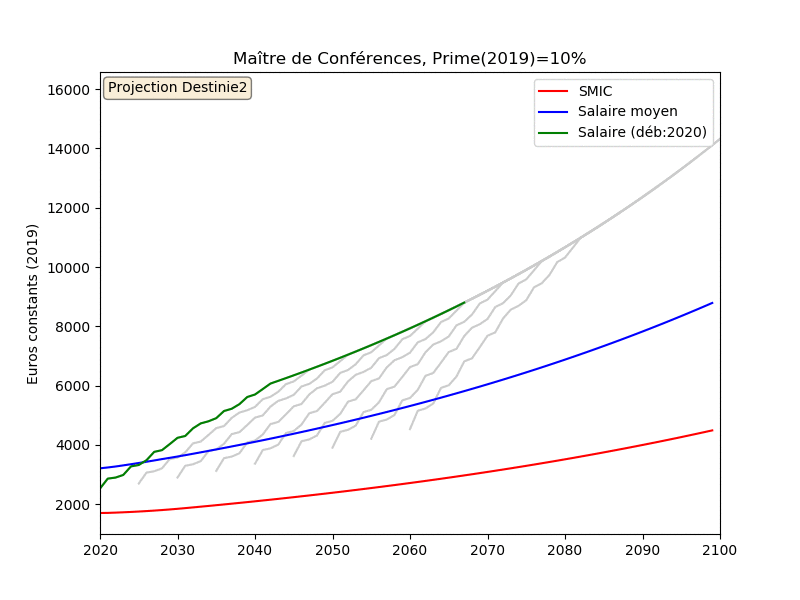 Maître de Conférences, Prime(2019)=10%
Projection Destinie2
SMIC
Salaire moyen
Salaire (déb:2020)
Euros constants (2019)
16000
14000
12000
10000
8000
6000
4000
2000
2020 2030 2040 2050 2060 2070 2080 2090 2100